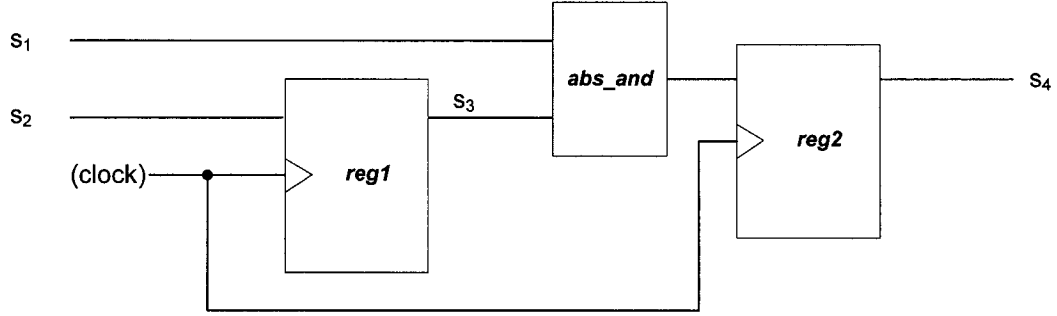 s1
abs_and
s2
s3
reg2
s4
(clock)
reg1